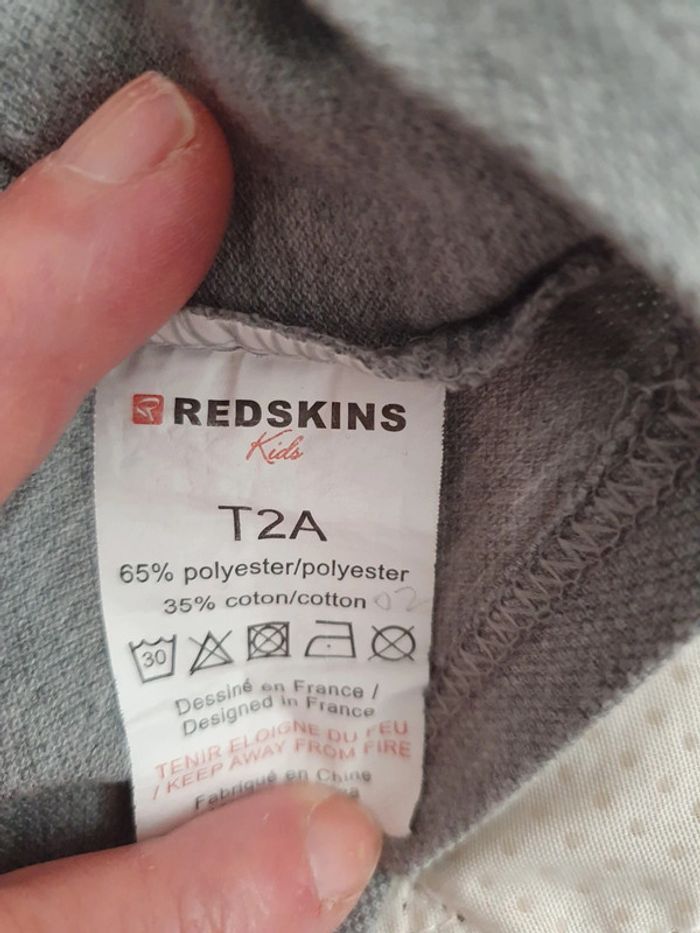 REDSKINS
Kids
T2A
65% polyester/polyester
35% coton/cotton 02
30
Dessiné en France /
Designed in France
TENIR ELOIGNE DU FEU
/ KEEP AWAY FROM FIRE
Fabriqué en Chine